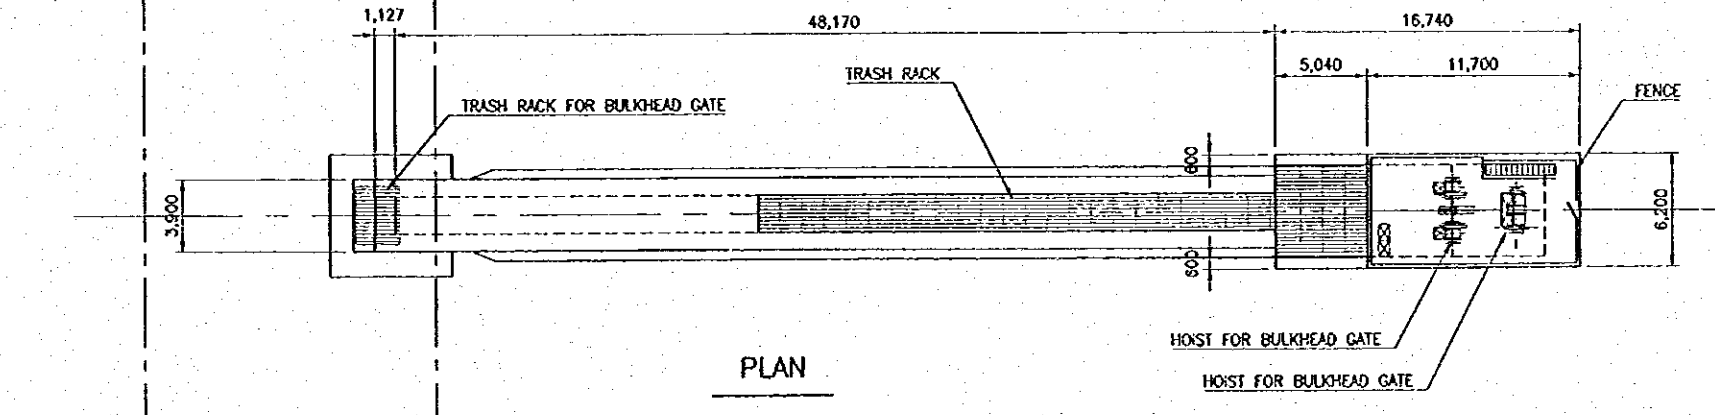 1,127
48,170
16,740
5,040
11,700
TRASH RACK
TRASH RACK FOR BULKHEAD GATE
FENCE
600
3,900
6,200
600
HOIST FOR BULKHEAD GATE
HOIST FOR BULKHEAD GATE
PLAN